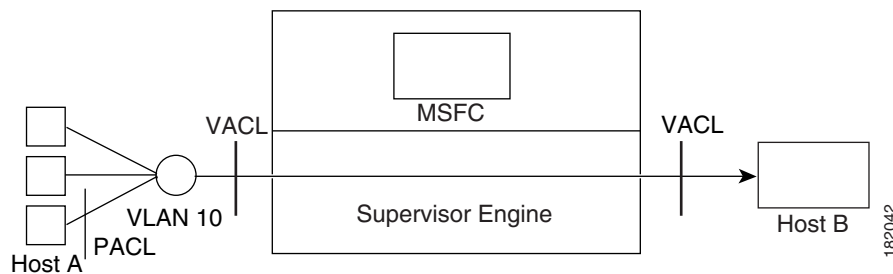 MSFC
VACL
VACL
Supervisor Engine
VLAN 10
PACL
Host A
Host B
182042